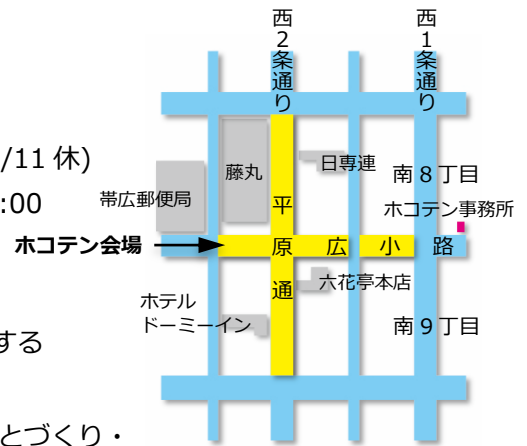 西2条通り
西1条通り
/11 休)
:00
する
とづくり・
藤丸
日専連
南8丁目
帯広郵便局
ホコテン事務所
ホコテン会場
平原通
広小路
六花亭本店
ホテル
ドーミーイン
南9丁目